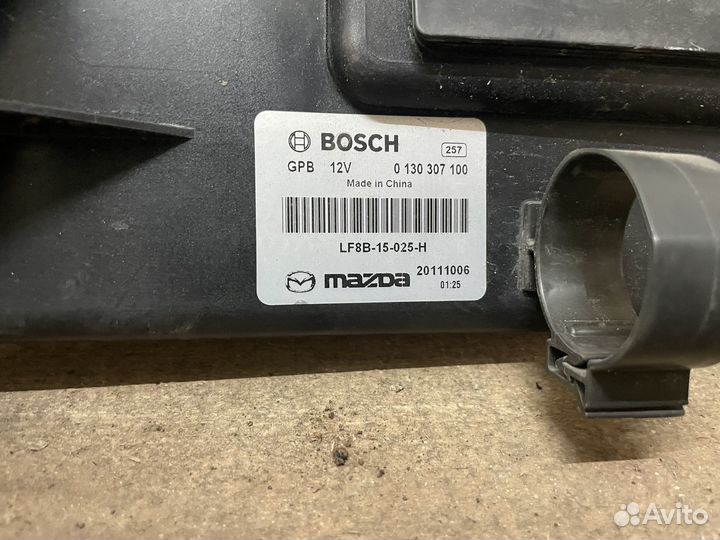 BOSCH 257
GPB 12V 0 130 307 100
Made in China
LF8B-15-025-H
mazda 20111006
01:25
Avito